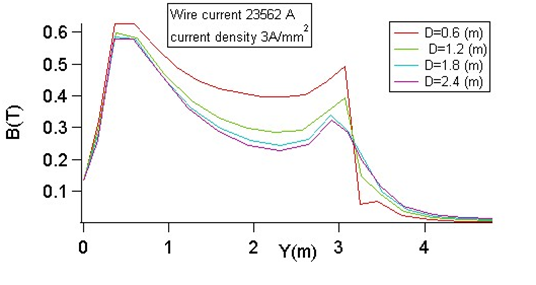 Wire current 23562 A
current density 3A/mm²
D=0.6 (m)
D=1.2 (m)
D=1.8 (m)
D=2.4 (m)
B(T)
0.6
0.5
0.4
0.3
0.2
0.1
0 1 2 3 4
Y(m)